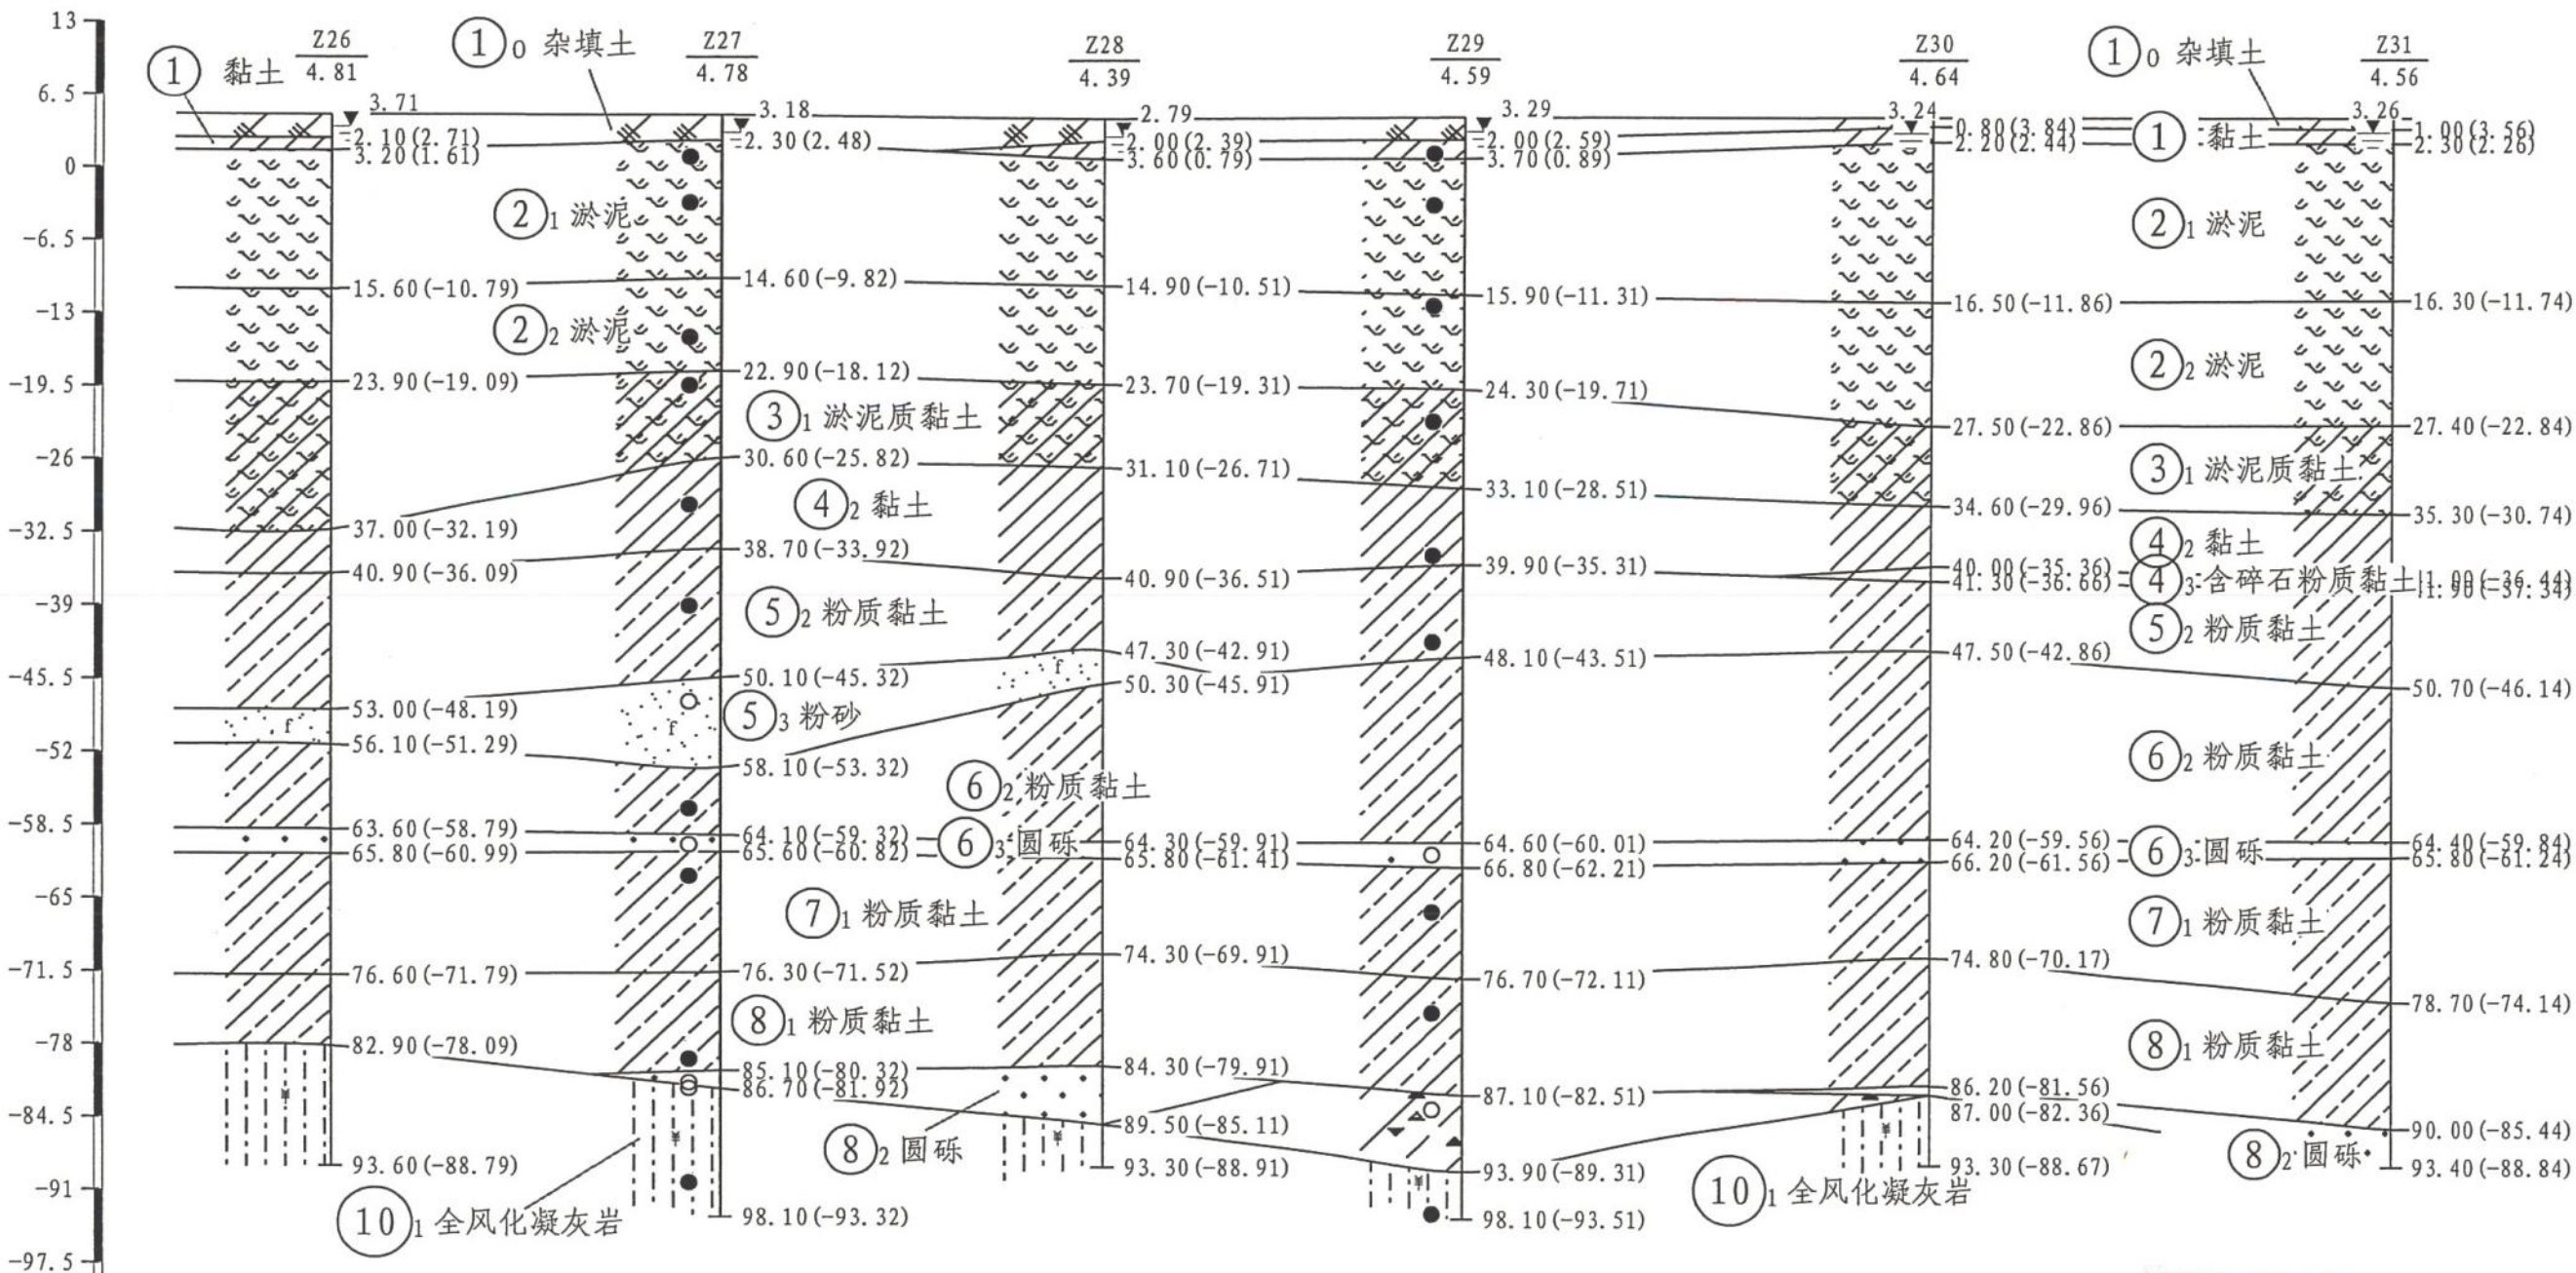 13
6.5
0
-6.5
-13
-19.5
-26
-32.5
-39
-45.5
-52
-58.5
-65
-71.5
-78
-84.5
-91
-97.5
① 黏土
①0 杂填土
②1 淤泥
②2 淤泥
③1 淤泥质黏土
④2 黏土
⑤2 粉质黏土
⑤3 粉砂
⑥2 粉质黏土
⑥3 圆砾
⑦1 粉质黏土
⑧1 粉质黏土
⑧2 圆砾
⑩1 全风化凝灰岩
Z26
4.81
3.71
2.10(2.71)
3.20(1.61)
15.60(-10.79)
23.90(-19.09)
37.00(-32.19)
40.90(-36.09)
53.00(-48.19)
f
56.10(-51.29)
63.60(-58.79)
65.80(-60.99)
76.60(-71.79)
82.90(-78.09)
93.60(-88.79)
Z27
4.78
3.18
2.30(2.48)
14.60(-9.82)
22.90(-18.12)
30.60(-25.82)
38.70(-33.92)
50.10(-45.32)
f
58.10(-53.32)
64.10(-59.32)
65.60(-60.82)
76.30(-71.52)
85.10(-80.32)
86.70(-81.92)
98.10(-93.32)
Z28
4.39
2.79
2.00(2.39)
3.60(0.79)
14.90(-10.51)
23.70(-19.31)
31.10(-26.71)
40.90(-36.51)
47.30(-42.91)
f
50.30(-45.91)
64.30(-59.91)
65.80(-61.41)
74.30(-69.91)
84.30(-79.91)
89.50(-85.11)
93.30(-88.91)
Z29
4.59
3.29
2.00(2.59)
3.70(0.89)
15.90(-11.31)
24.30(-19.71)
33.10(-28.51)
39.90(-35.31)
48.10(-43.51)
64.60(-60.01)
66.80(-62.21)
76.70(-72.11)
87.10(-82.51)
93.90(-89.31)
98.10(-93.51)
Z30
4.64
3.24
0.80(3.84)
2.20(2.44)
16.50(-11.86)
27.50(-22.86)
34.60(-29.96)
40.00(-35.36)
41.30(-36.66)
47.50(-42.86)
64.20(-59.56)
66.20(-61.56)
74.80(-70.17)
86.20(-81.56)
87.00(-82.36)
93.30(-88.67)
⑩1 全风化凝灰岩
①0 杂填土
① 黏土
②1 淤泥
②2 淤泥
③1 淤泥质黏土
④2 黏土
④3 含碎石粉质黏土
⑤2 粉质黏土
⑥2 粉质黏土
⑥3 圆砾
⑦1 粉质黏土
⑧1 粉质黏土
⑧2 圆砾
Z31
4.56
3.26
1.00(3.56)
2.30(2.26)
16.30(-11.74)
27.40(-22.84)
35.30(-30.74)
1.00(-36.44)
1.90(-37.34)
50.70(-46.14)
64.40(-59.84)
65.80(-61.24)
78.70(-74.14)
90.00(-85.44)
93.40(-88.84)